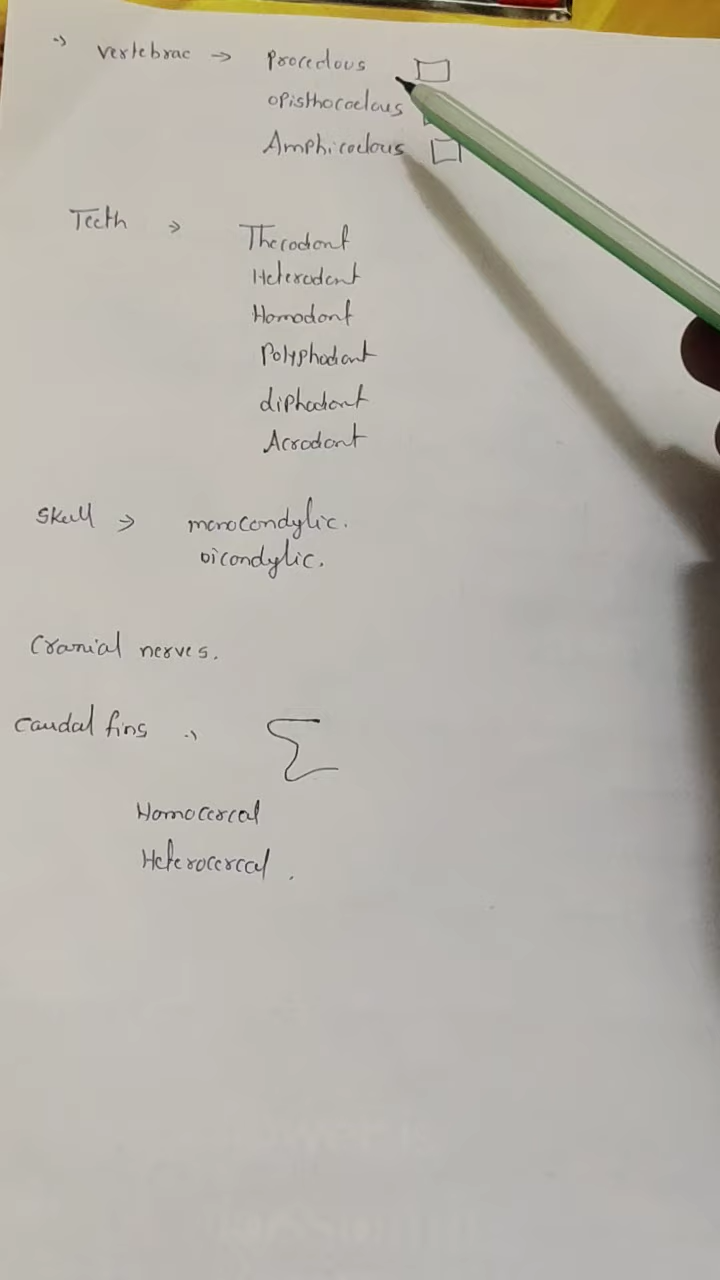 vertebrae → procelous
opisthocoelous
Amphicoelous
Teeth →
Thecodont
Heterodont
Homodont
Polyphodont
diphodont
Acrodont
Skull → monocondylic.
Dicondylic.
Cranial nerves.
Caudal fins
Homocercal
Heterocercal.